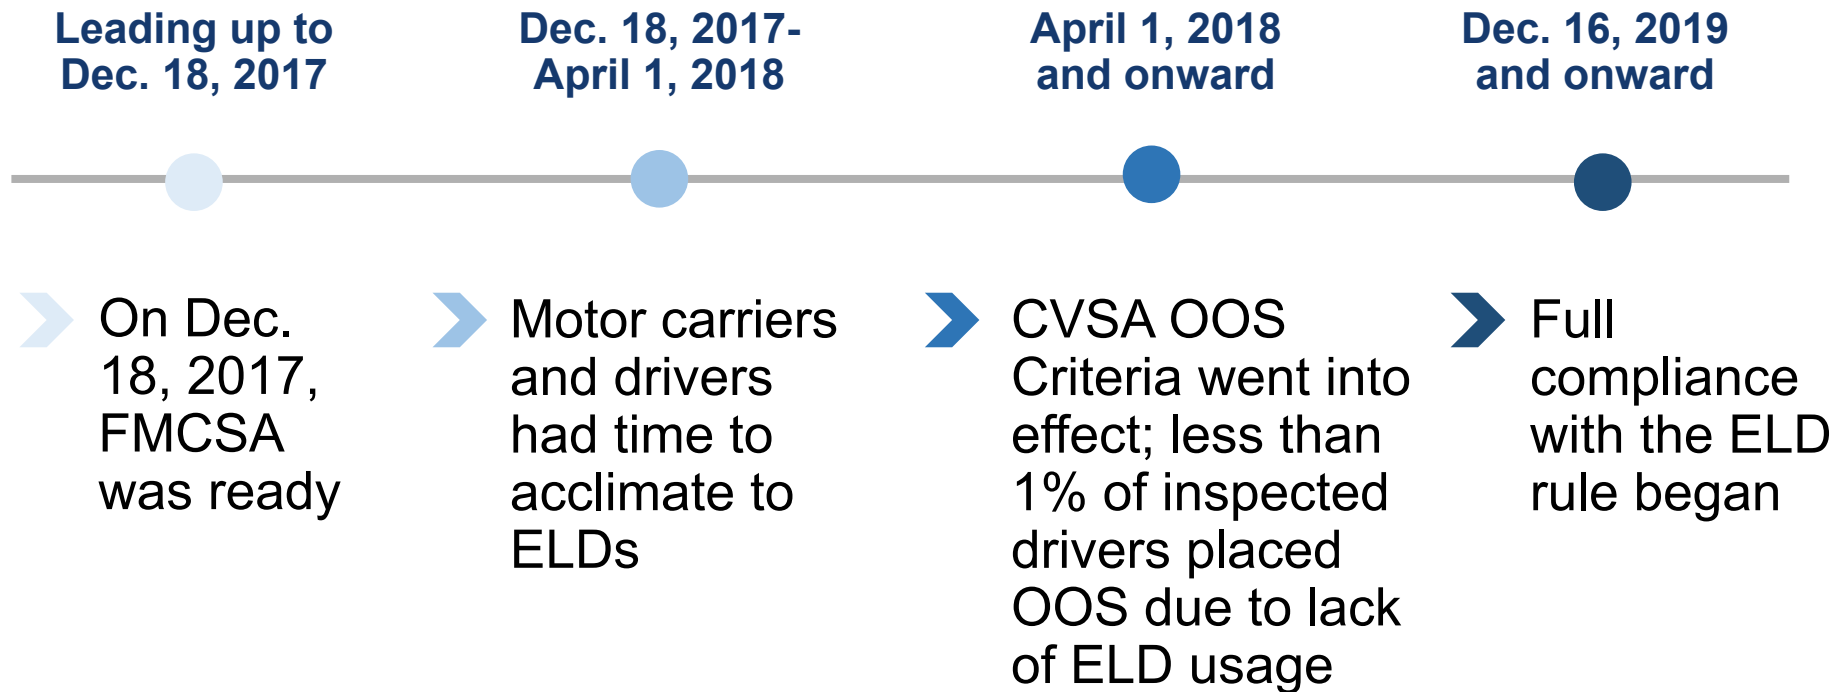 Leading up to
Dec. 18, 2017
Dec. 18, 2017-
April 1, 2018
April 1, 2018
and onward
Dec. 16, 2019
and onward
On Dec.
18, 2017,
FMCSA
was ready
Motor carriers
and drivers
had time to
acclimate to
ELDs
CVSA OOS
Criteria went into
effect; less than
1% of inspected
drivers placed
OOS due to lack
of ELD usage
Full
compliance
with the ELD
rule began